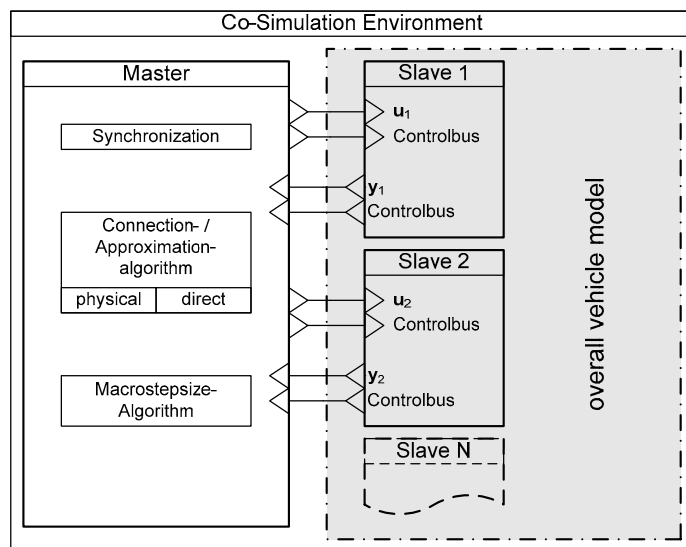 Co-Simulation Environment
Master
Synchronization
Connection- /
Approximation-
algorithm
physical
direct
Macrostepsize-
Algorithm
Slave 1
u₁
Controlbus
y₁
Controlbus
Slave 2
u₂
Controlbus
y₂
Controlbus
Slave N
overall vehicle model